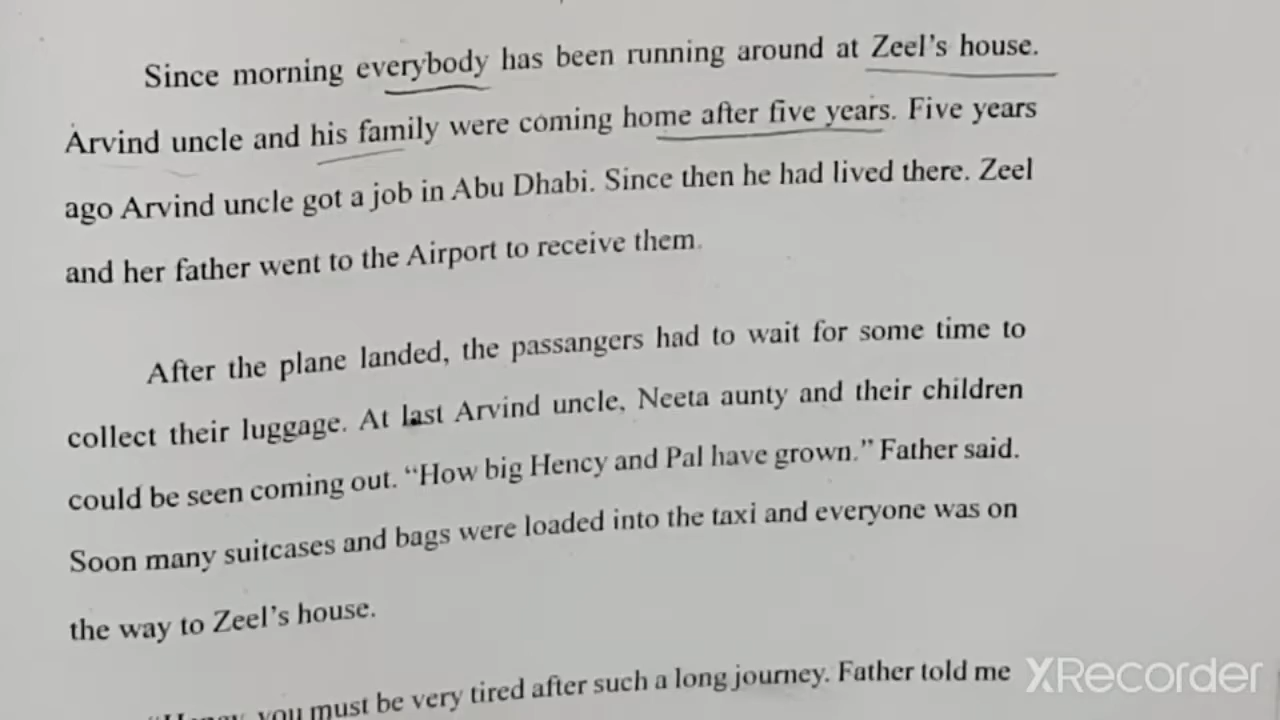 Since morning everybody has been running around at Zeel's house.
Arvind uncle and his family were coming home after five years. Five years
ago Arvind uncle got a job in Abu Dhabi. Since then he had lived there. Zeel
and her father went to the Airport to receive them.
After the plane landed, the passangers had to wait for some time to
collect their luggage. At last Arvind uncle, Neeta aunty and their children
could be seen coming out. “How big Hency and Pal have grown.” Father said.
Soon many suitcases and bags were loaded into the taxi and everyone was on
the way to Zeel's house.
you must be very tired after such a long journey. Father told me
XRecorder